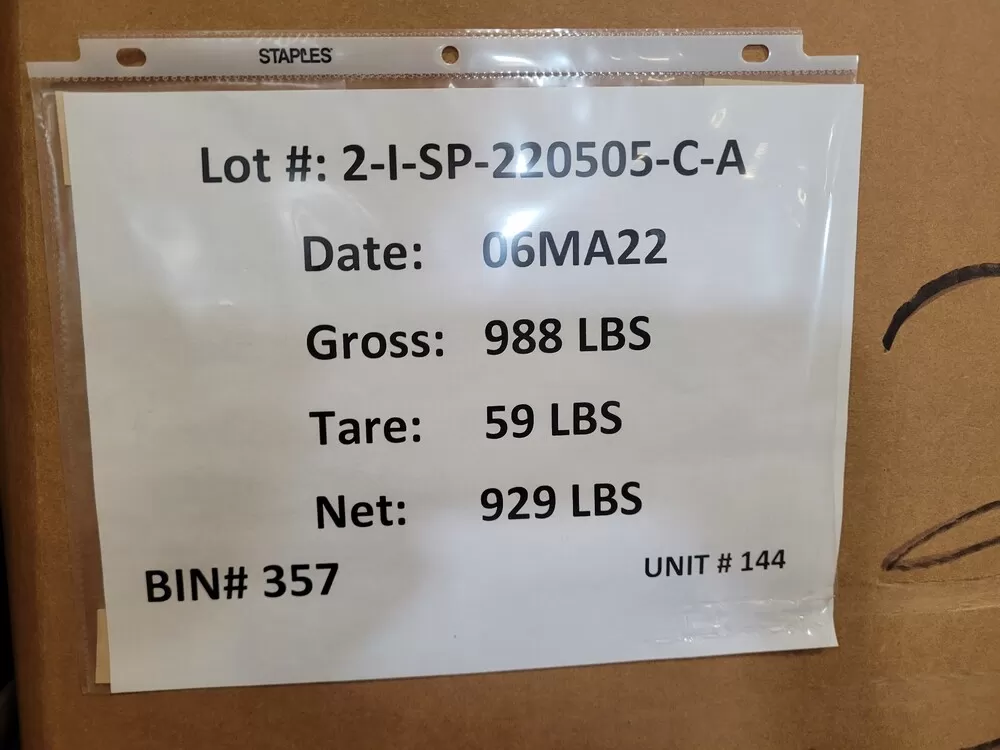 STAPLES
Lot #: 2-I-SP-220505-C-A
Date: 06MA22
Gross: 988 LBS
Tare: 59 LBS
Net: 929 LBS
BIN# 357
UNIT # 144